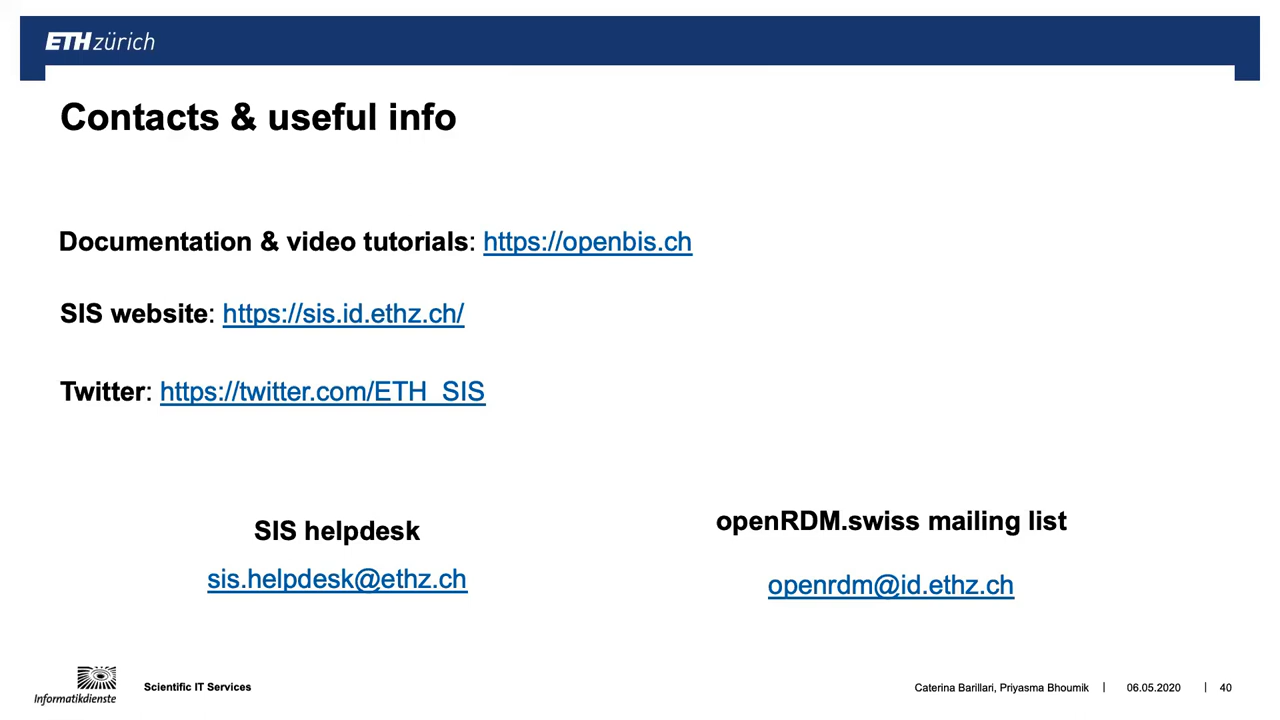 ETH zürich
Contacts & useful info
Documentation & video tutorials: https://openbis.ch
SIS website: https://sis.id.ethz.ch/
Twitter: https://twitter.com/ETH_SIS
SIS helpdesk
sis.helpdesk@ethz.ch
openRDM.swiss mailing list
openrdm@id.ethz.ch
Informatikdienste
Scientific IT Services
Caterina Barillari, Priyasma Bhoumik | 06.05.2020 | 40